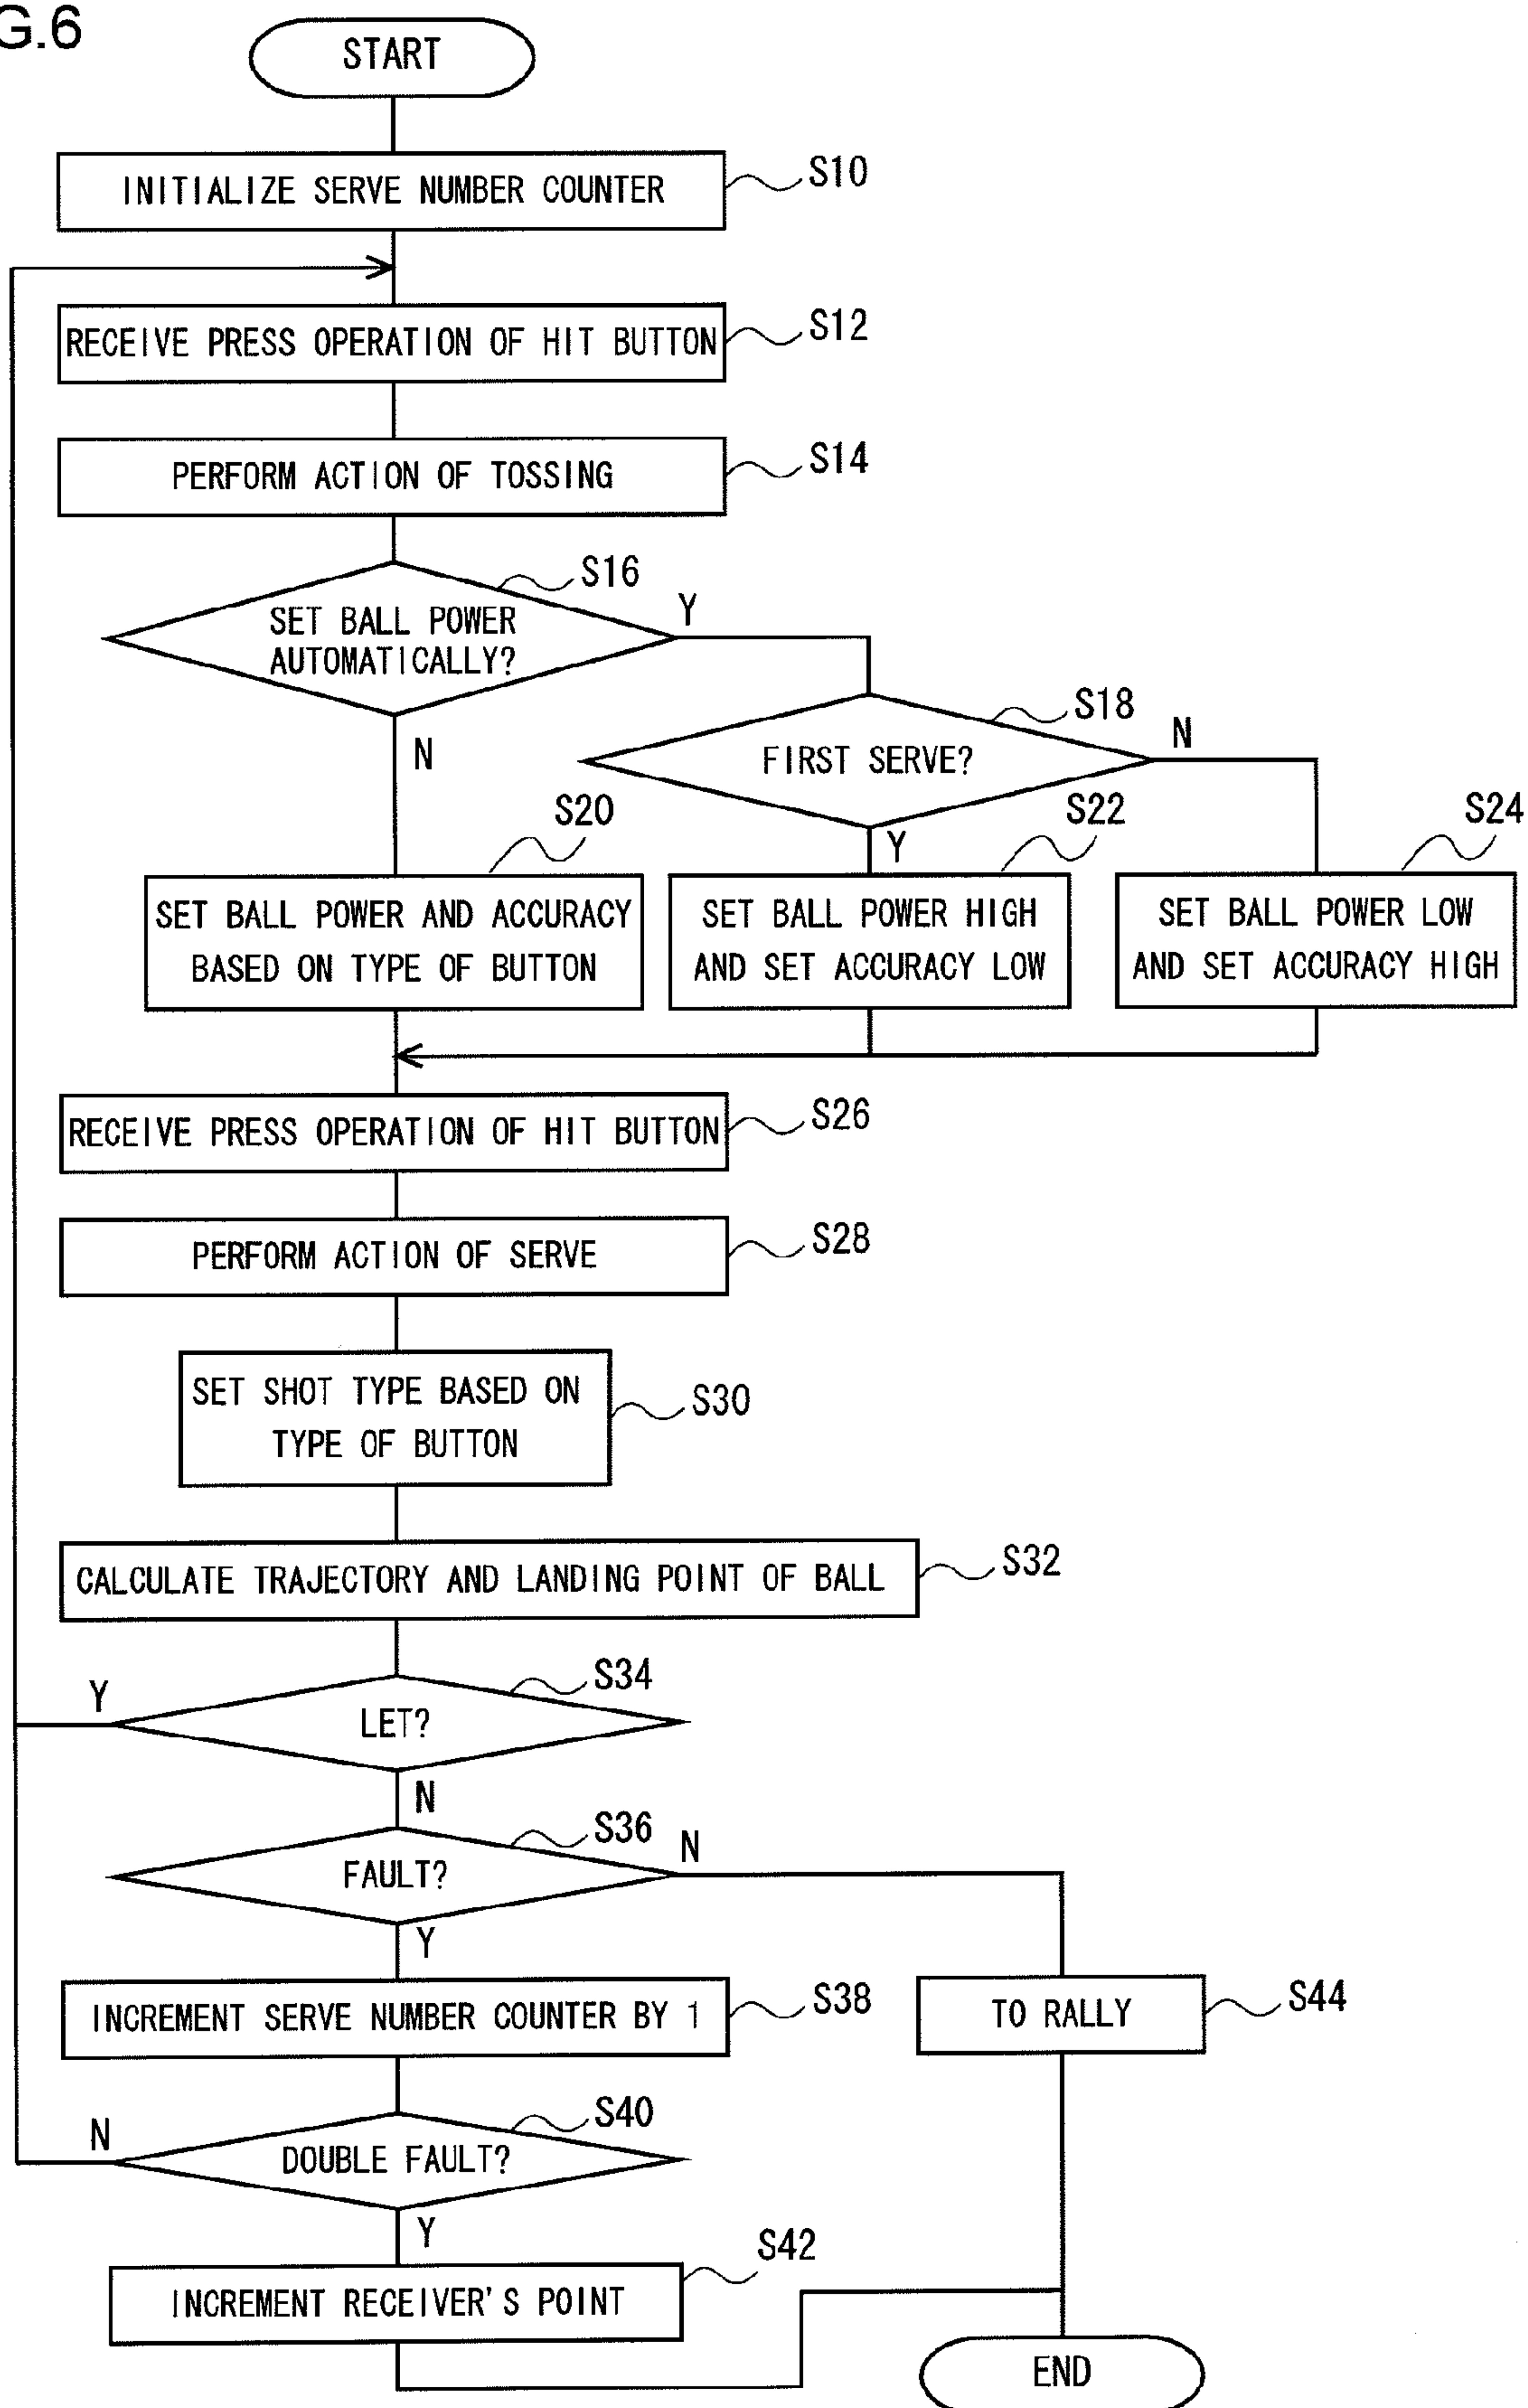 G.6
START
INITIALIZE SERVE NUMBER COUNTER
S10
RECEIVE PRESS OPERATION OF HIT BUTTON
S12
PERFORM ACTION OF TOSSING
S14
S16
SET BALL POWER
AUTOMATICALLY?
Y
N
S18
FIRST SERVE?
N
Y
S20
SET BALL POWER AND ACCURACY
BASED ON TYPE OF BUTTON
S22
SET BALL POWER HIGH
AND SET ACCURACY LOW
S24
SET BALL POWER LOW
AND SET ACCURACY HIGH
RECEIVE PRESS OPERATION OF HIT BUTTON
S26
PERFORM ACTION OF SERVE
S28
SET SHOT TYPE BASED ON
TYPE OF BUTTON
S30
CALCULATE TRAJECTORY AND LANDING POINT OF BALL
S32
S34
Y
LET?
N
S36
N
FAULT?
Y
INCREMENT SERVE NUMBER COUNTER BY 1
S38
TO RALLY
S44
S40
N
DOUBLE FAULT?
Y
S42
INCREMENT RECEIVER'S POINT
END